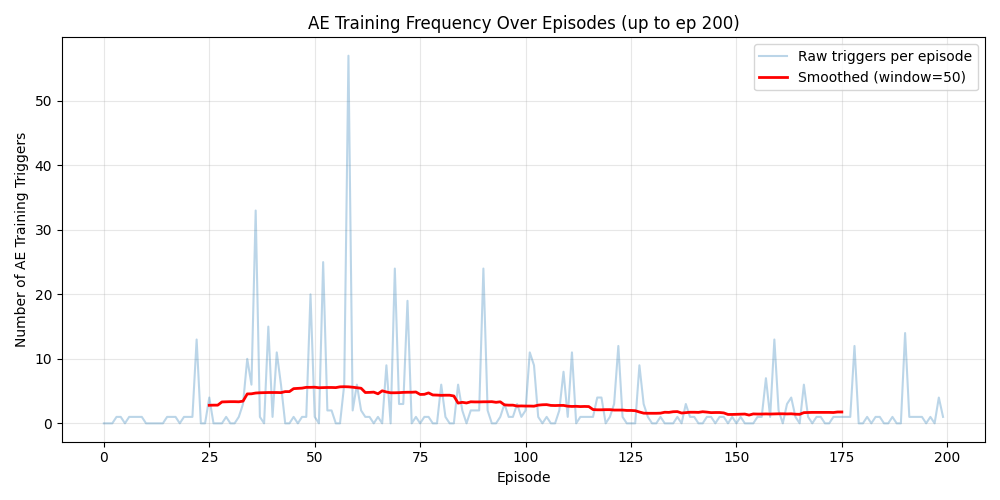 AE Training Frequency Over Episodes (up to ep 200)
Raw triggers per episode
Smoothed (window=50)
Number of AE Training Triggers
50
40
30
20
10
0
0 25 50 75 100 125 150 175 200
Episode